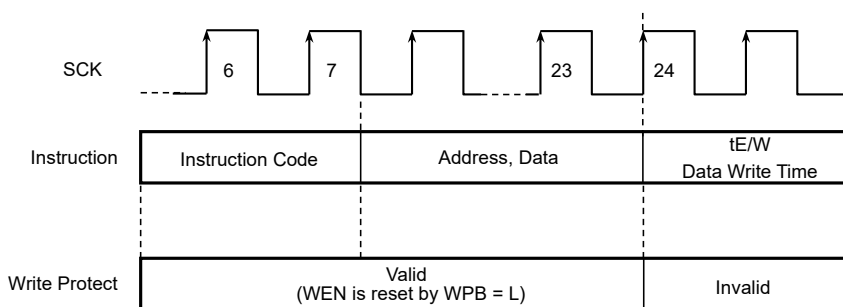 SCK
6
7
23
24
Instruction
Instruction Code
Address, Data
tE/W
Data Write Time
Write Protect
Valid
(WEN is reset by WPB = L)
Invalid